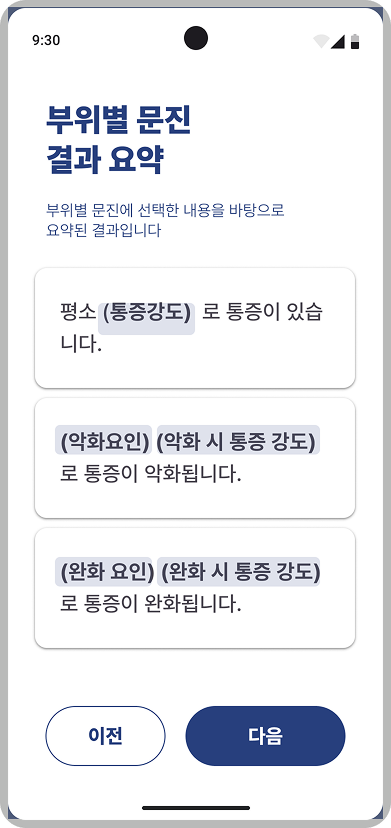 9:30
부위별 문진
결과 요약
부위별 문진에 선택한 내용을 바탕으로
요약된 결과입니다
평소 (통증강도) 로 통증이 있습
니다.
(악화요인) (악화 시 통증 강도)
로 통증이 악화됩니다.
(완화 요인) (완화 시 통증 강도)
로 통증이 완화됩니다.
이전 다음